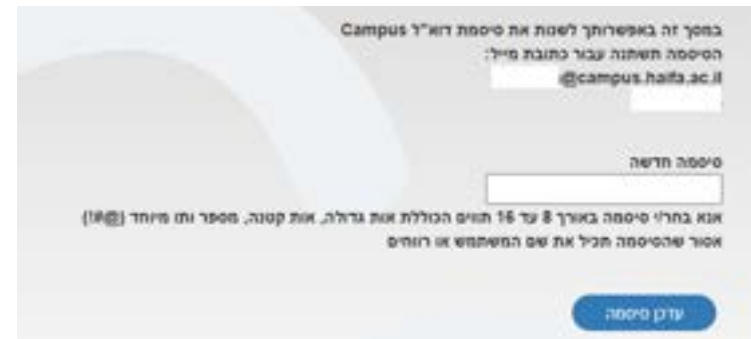 במסך זה באפשרותך לשנות את סיסמת דוא"ל Campus
הסיסמה תשתנה עבור כתובת מייל:
@campus.haifa.ac.il
סיסמה חדשה
אנא בחר/י סיסמה באורך 8 עד 16 תווים הכוללת אות גדולה, אות קטנה, מספר ותו מיוחד (@#!)
אסור שהסיסמה תכיל את שם המשתמש או רווחים
עדכן סיסמה